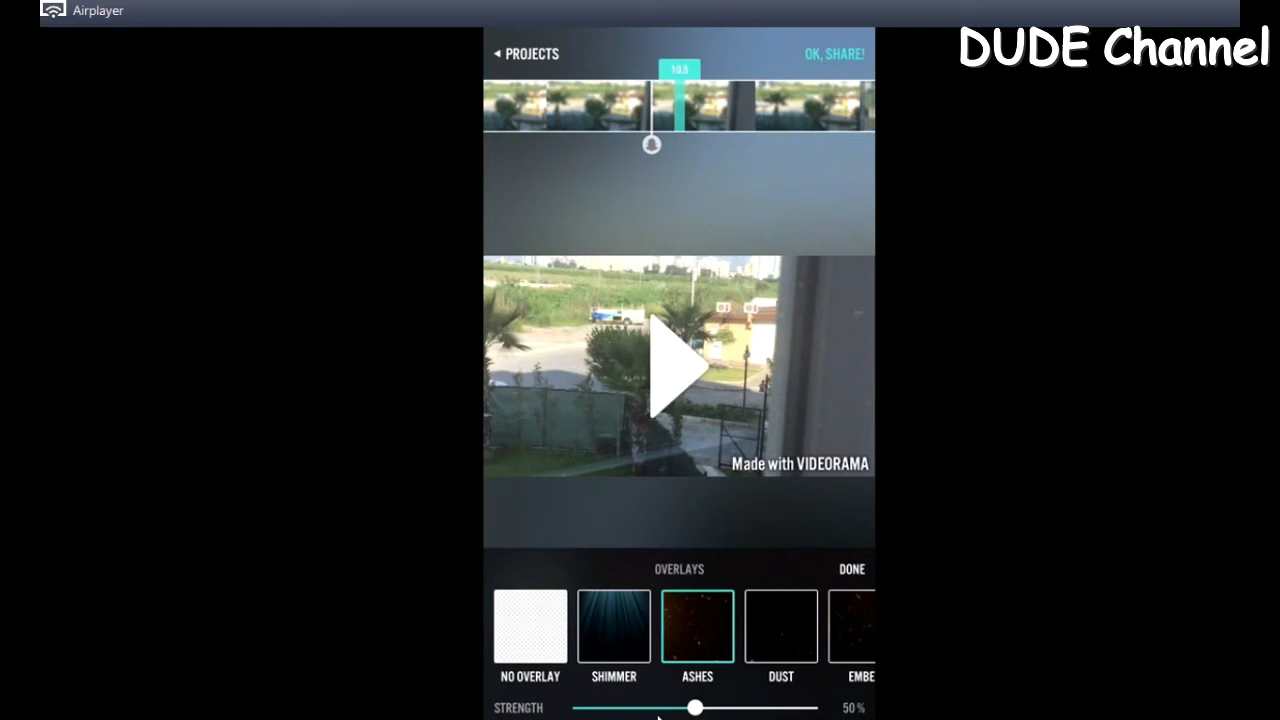 Airplayer
DUDE Channel
PROJECTS
OK, SHARE!
10.5
Made with VIDEORAMA
OVERLAYS
DONE
NO OVERLAY
SHIMMER
ASHES
DUST
EMBE
STRENGTH
50 %